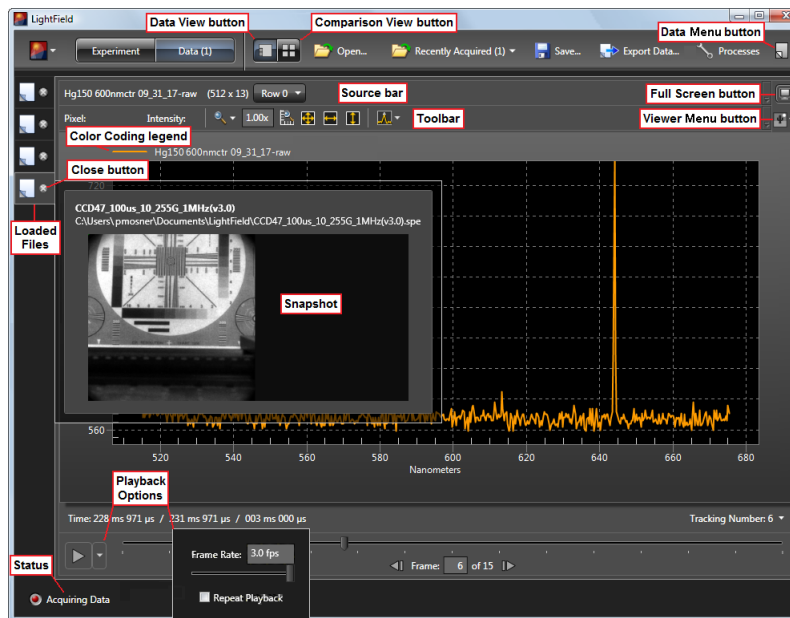 LightField
Data View button
Comparison View button
Data Menu button
Experiment
Data (1)
Open...
Recently Acquired (1)
Save...
Export Data...
Processes
Hg150 600nmctr 09_31_17-raw (512 x 13)
Row 0
Source bar
Full Screen button
Pixel:
Intensity:
1.00x
Toolbar
Viewer Menu button
Color Coding legend
Hg150 600nmctr 09_31_17-raw
Close button
720
Loaded
Files
CCD47_100us_10_255G_1MHz(v3.0)
C:\Users\pmosner\Documents\LightField\CCD47_100us_10_255G_1MHz(v3.0).spe
Snapshot
560
520 540 560 580 600 620 640 660 680
Nanometers
Playback
Options
Time: 228 ms 971 µs / 231 ms 971 µs / 003 ms 000 µs
Tracking Number: 6
Frame Rate: 3.0 fps
Frame: 6 of 15
Status
Acquiring Data
Repeat Playback